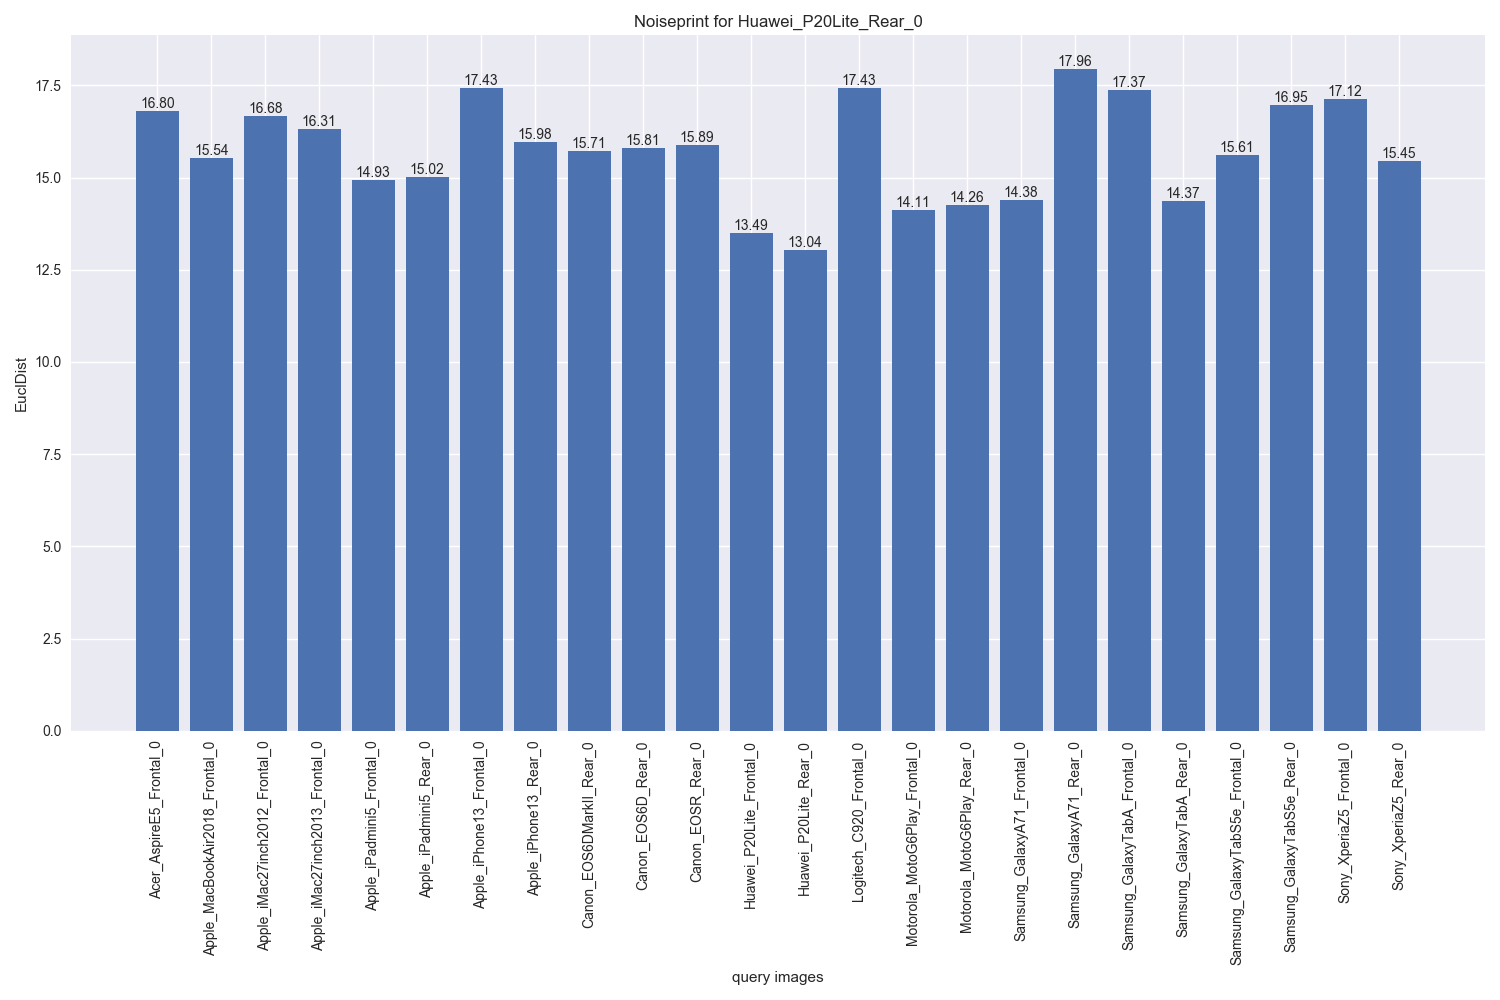 Noiseprint for Huawei_P20Lite_Rear_0
EuclDist
17.5
15.0
12.5
10.0
7.5
5.0
2.5
0.0
16.80
15.54
16.68
16.31
14.93
15.02
17.43
15.98
15.71
15.81
15.89
13.49
13.04
17.43
14.11
14.26
14.38
17.96
17.37
14.37
15.61
16.95
17.12
15.45
Acer_AspireE5_Frontal_0
Apple_MacBookAir2018_Frontal_0
Apple_iMac27inch2012_Frontal_0
Apple_iMac27inch2013_Frontal_0
Apple_iPadmini5_Frontal_0
Apple_iPadmini5_Rear_0
Apple_iPhone13_Frontal_0
Apple_iPhone13_Rear_0
Canon_EOS6DMarkII_Rear_0
Canon_EOS6D_Rear_0
Canon_EOSR_Rear_0
Huawei_P20Lite_Frontal_0
Huawei_P20Lite_Rear_0
Logitech_C920_Frontal_0
Motorola_MotoG6Play_Frontal_0
Motorola_MotoG6Play_Rear_0
Samsung_GalaxyA71_Frontal_0
Samsung_GalaxyA71_Rear_0
Samsung_GalaxyTabA_Frontal_0
Samsung_GalaxyTabA_Rear_0
Samsung_GalaxyTabS5e_Frontal_0
Samsung_GalaxyTabS5e_Rear_0
Sony_XperiaZ5_Frontal_0
Sony_XperiaZ5_Rear_0
query images